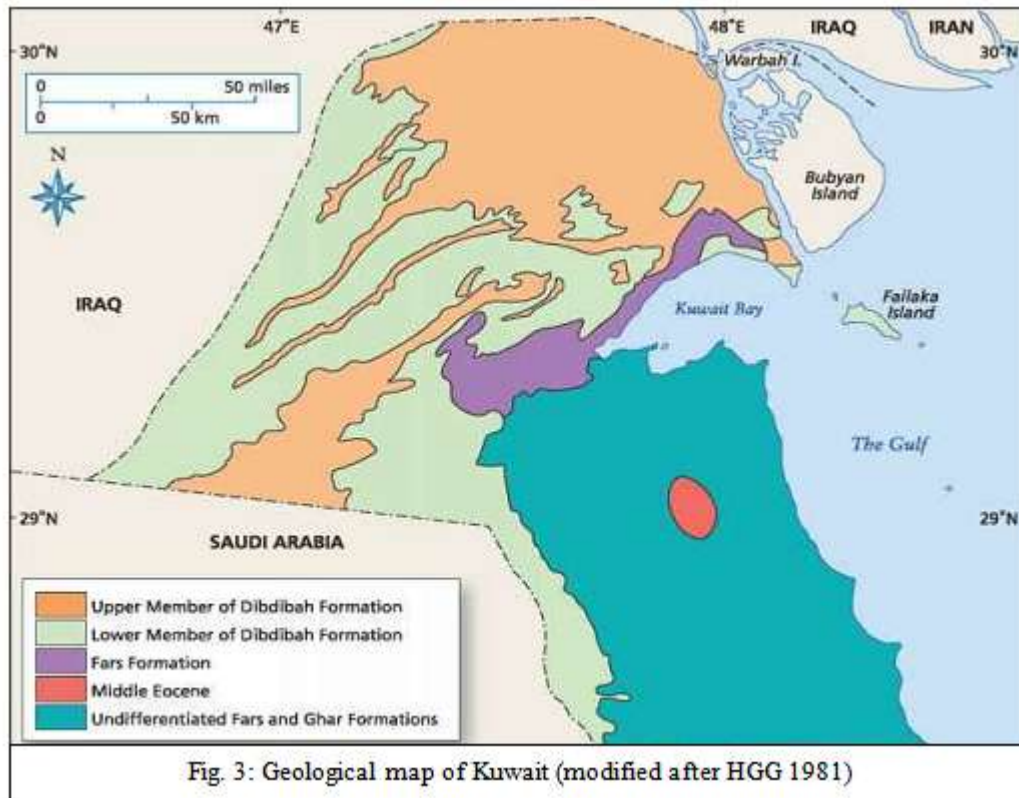 47°E
48°E
IRAQ
IRAN
30°N
30°N
Warbah I.
0 50 miles
0 50 km
N
Bubyan
Island
IRAQ
Kuwait Bay
Failaka
Island
The Gulf
29°N
29°N
SAUDI ARABIA
Upper Member of Dibdibah Formation
Lower Member of Dibdibah Formation
Fars Formation
Middle Eocene
Undifferentiated Fars and Ghar Formations
Fig. 3: Geological map of Kuwait (modified after HGG 1981)